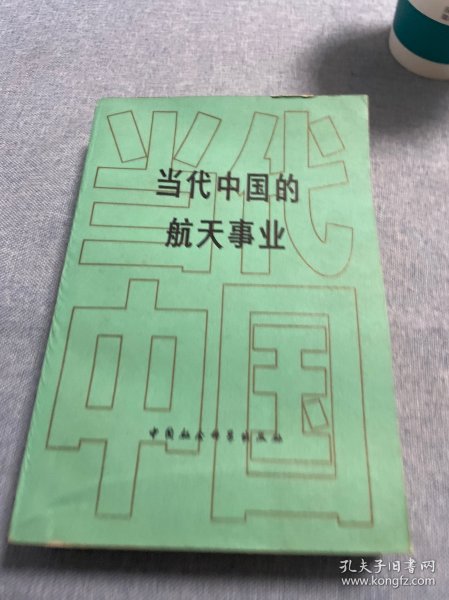 当代
中国
当代中国的
航天事业
中国社会科学出版社
孔夫子旧书网
www.kongfz.com